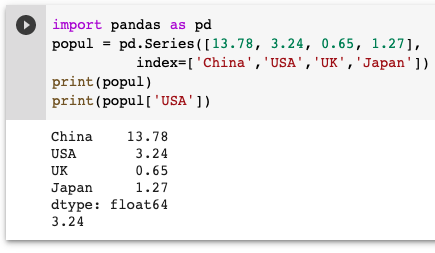 import pandas as pd
popul = pd.Series([13.78, 3.24, 0.65, 1.27],
           index=['China','USA','UK','Japan'])
print(popul)
print(popul['USA'])
China    13.78
USA       3.24
UK        0.65
Japan     1.27
dtype: float64
3.24